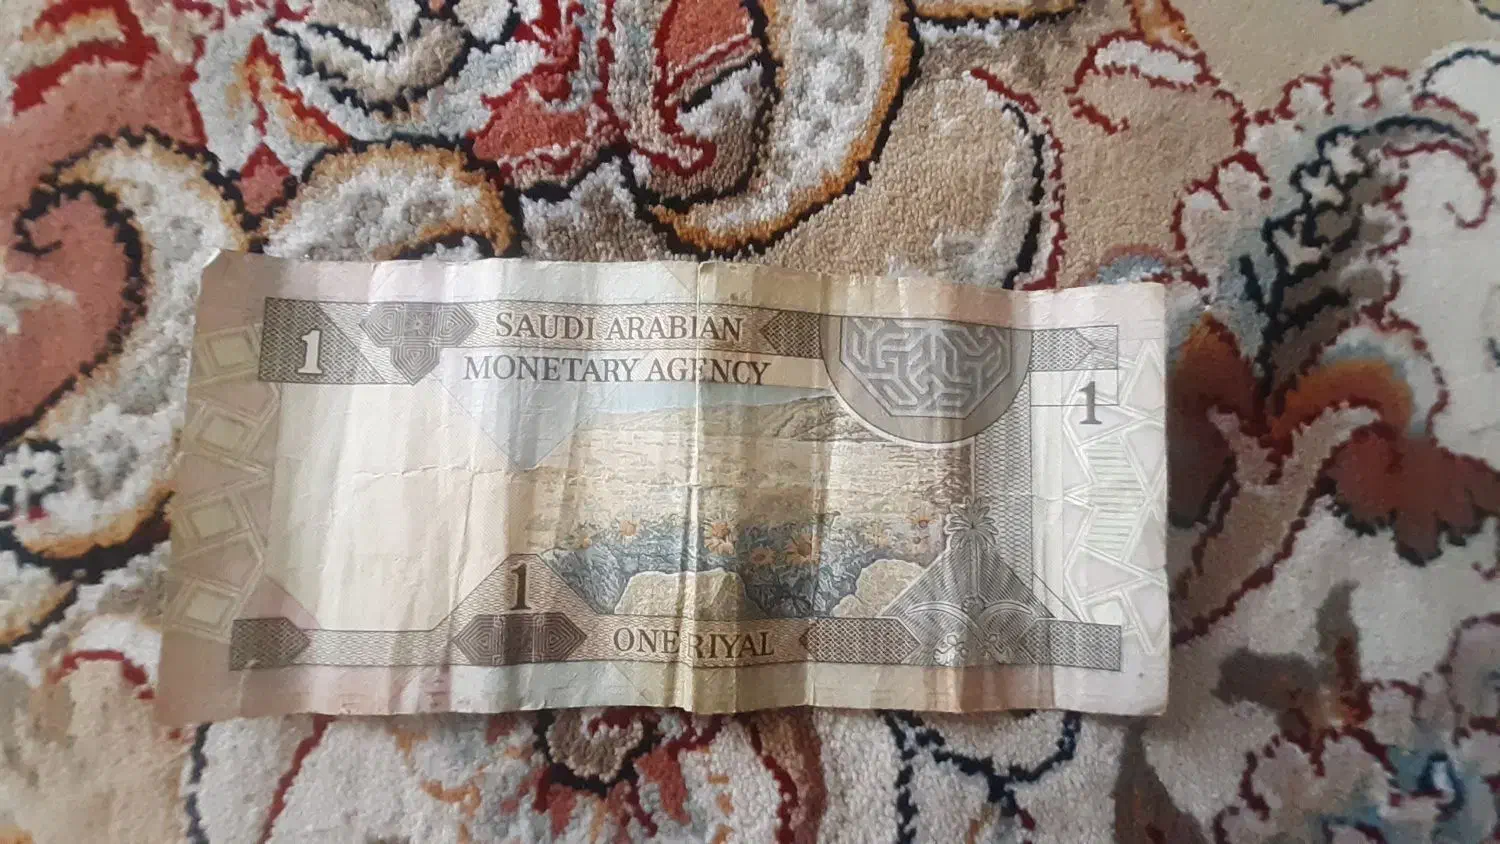 1
SAUDI ARABIAN
MONETARY AGENCY
1
1
ONE RIYAL